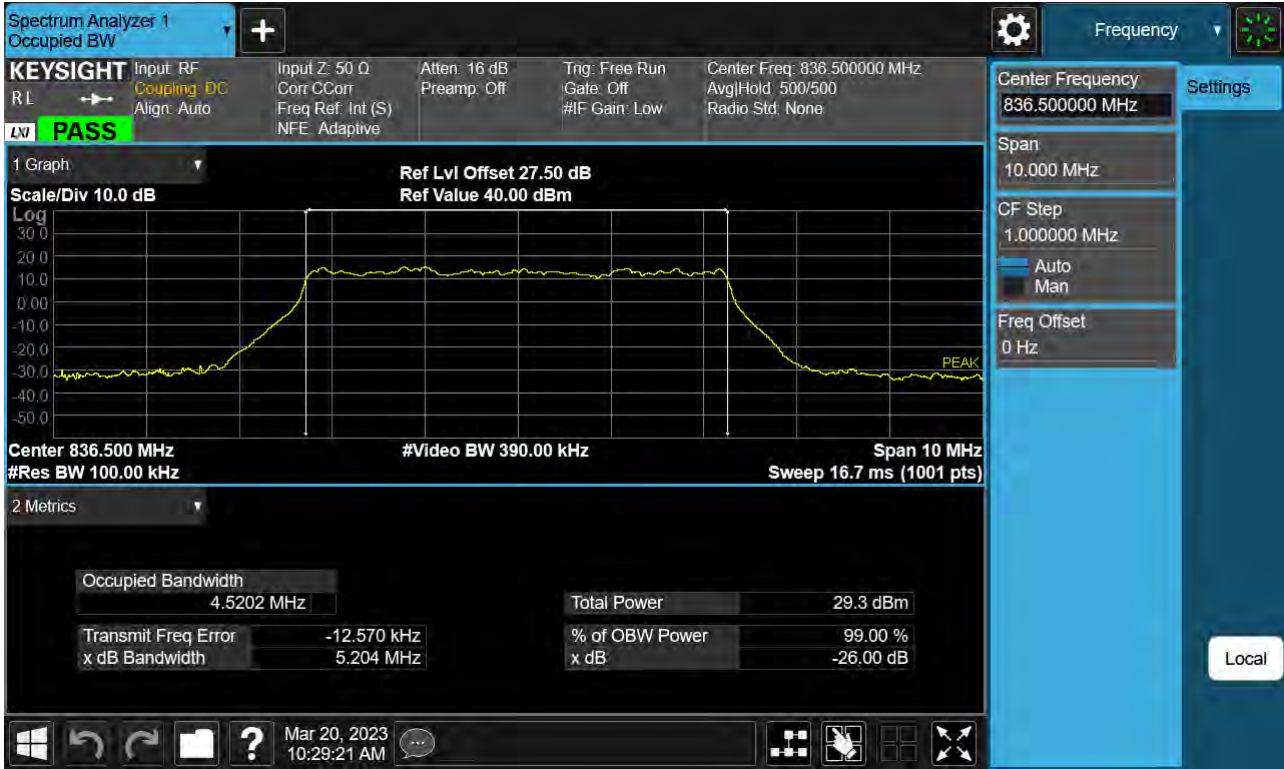 Spectrum Analyzer 1
Occupied BW
Frequency
KEYSIGHT
R L
LXI
PASS
Input: RF
Coupling: DC
Align: Auto
Input Z: 50 Ω
Corr CCorr
Freq Ref: Int (S)
NFE: Adaptive
Atten: 16 dB
Preamp: Off
Trig: Free Run
Gate: Off
#IF Gain: Low
Center Freq: 836.500000 MHz
Avg|Hold: 500/500
Radio Std: None
Center Frequency
836.500000 MHz
Settings
Span
10.000 MHz
CF Step
1.000000 MHz
Auto
Man
Freq Offset
0 Hz
Local
1 Graph
Scale/Div 10.0 dB
Ref Lvl Offset 27.50 dB
Ref Value 40.00 dBm
Log
30.0
20.0
10.0
0.00
-10.0
-20.0
-30.0
-40.0
-50.0
PEAK
Center 836.500 MHz
#Video BW 390.00 kHz
Span 10 MHz
#Res BW 100.00 kHz
Sweep 16.7 ms (1001 pts)
2 Metrics
Occupied Bandwidth
4.5202 MHz
Total Power 29.3 dBm
Transmit Freq Error -12.570 kHz
% of OBW Power 99.00 %
x dB Bandwidth 5.204 MHz
x dB -26.00 dB
?
Mar 20, 2023
10:29:21 AM